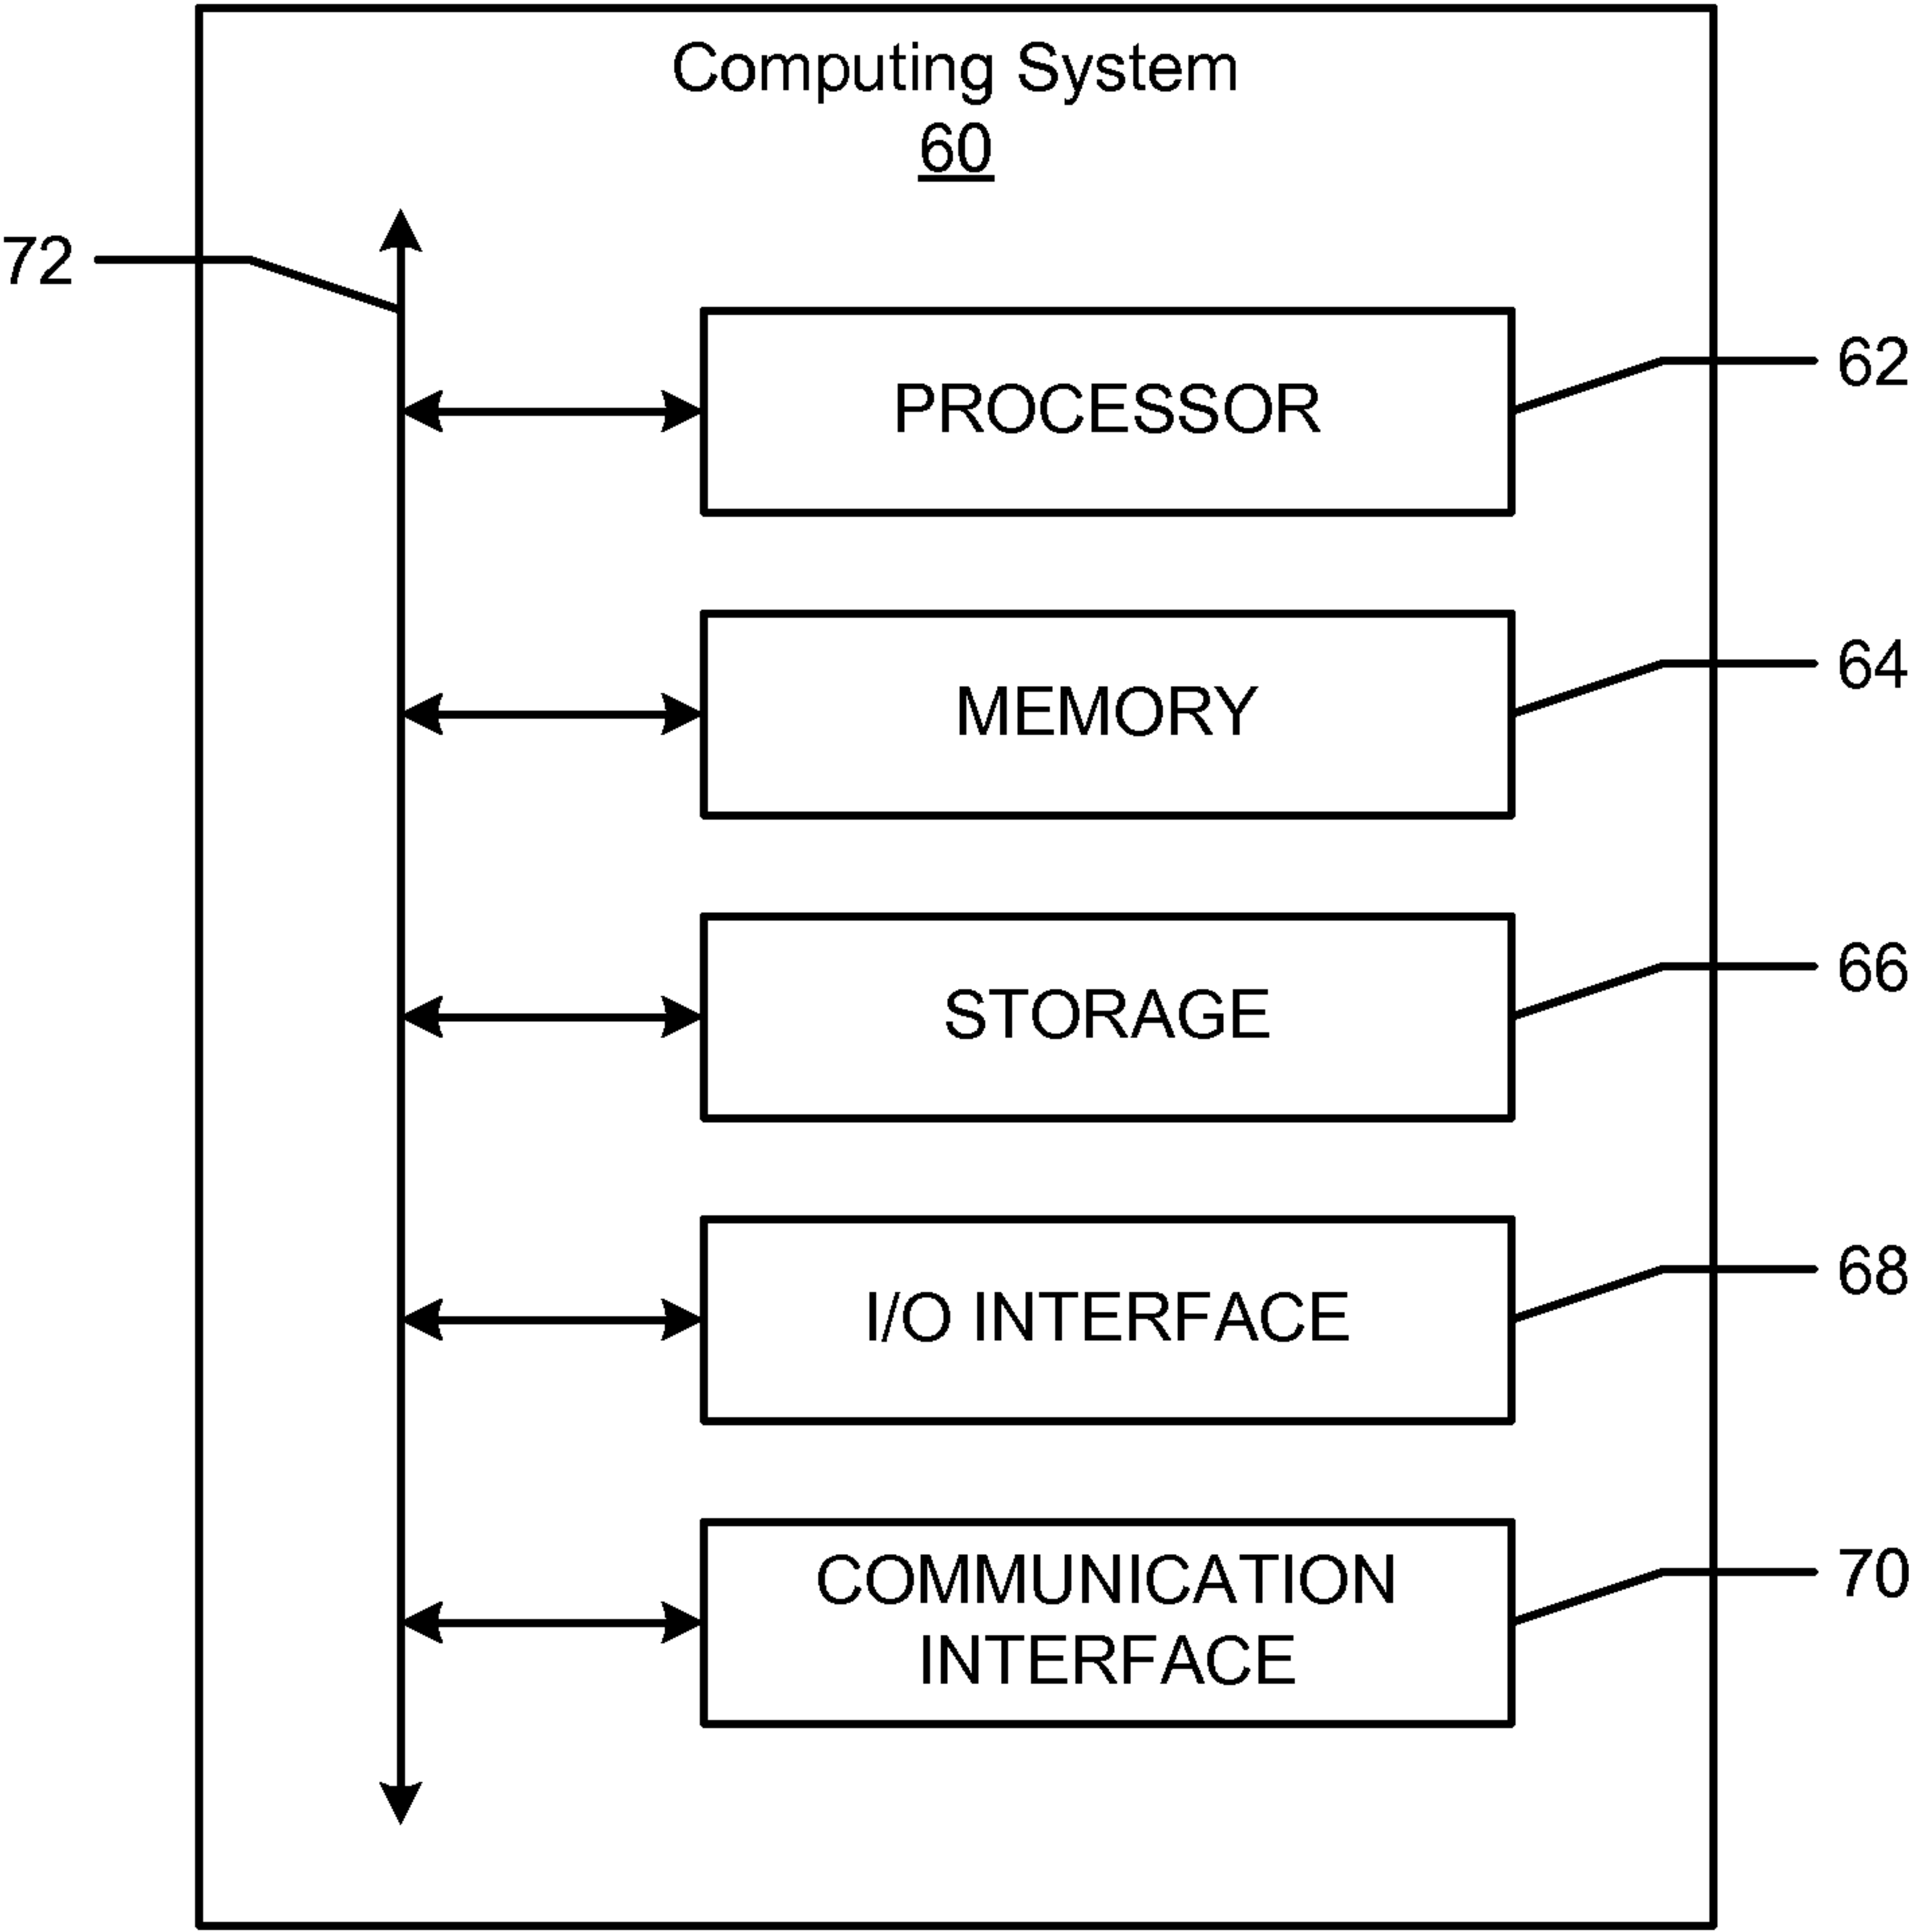 Computing System
60
72
PROCESSOR
62
MEMORY
64
STORAGE
66
I/O INTERFACE
68
COMMUNICATION
INTERFACE
70